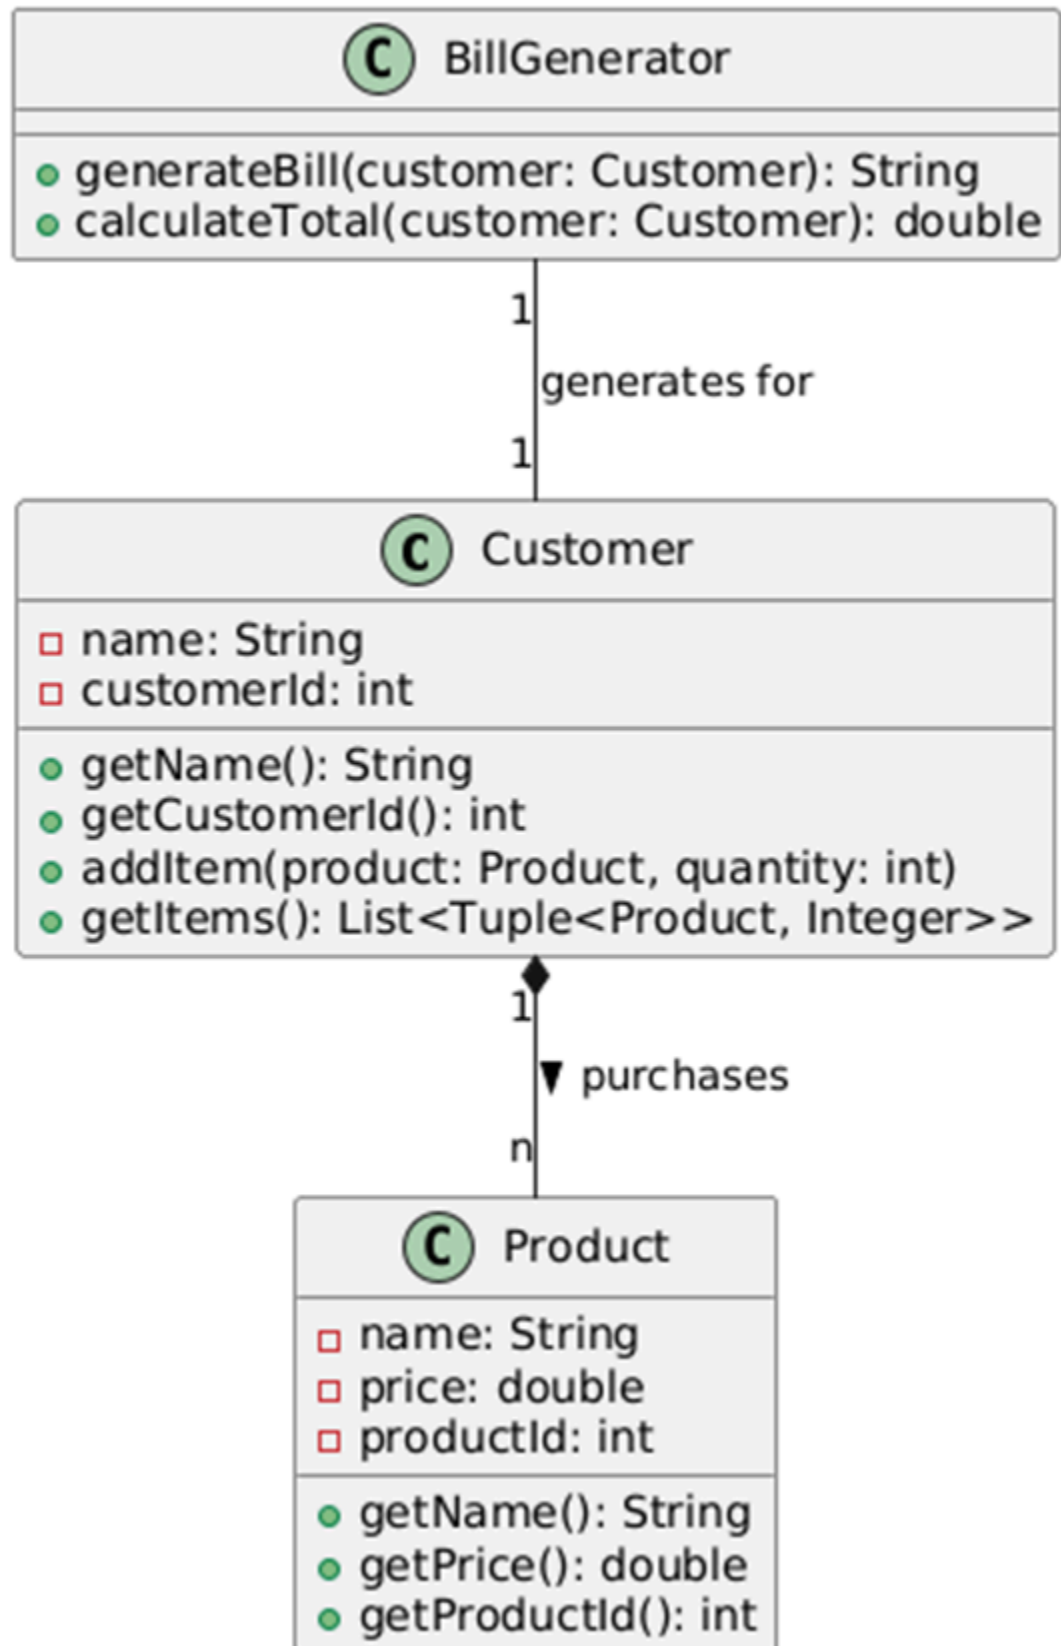 C BillGenerator
generateBill(customer: Customer): String
calculateTotal(customer: Customer): double
1
generates for
1
C Customer
name: String
customerId: int
getName(): String
getCustomerId(): int
addItem(product: Product, quantity: int)
getItems(): List<Tuple<Product, Integer>>
1
purchases
n
C Product
name: String
price: double
productId: int
getName(): String
getPrice(): double
getProductId(): int